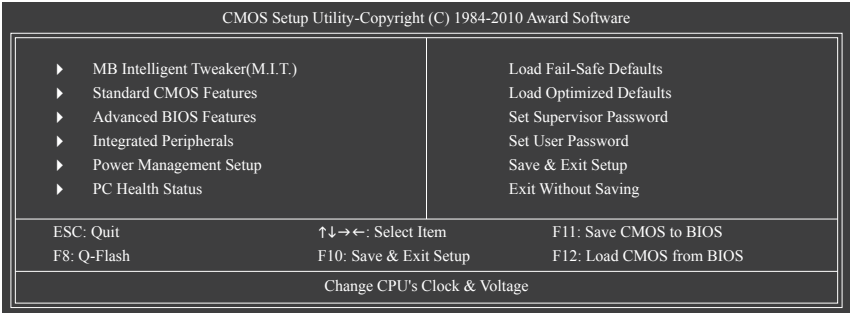 CMOS Setup Utility-Copyright (C) 1984-2010 Award Software
MB Intelligent Tweaker(M.I.T.)
Standard CMOS Features
Advanced BIOS Features
Integrated Peripherals
Power Management Setup
PC Health Status
Load Fail-Safe Defaults
Load Optimized Defaults
Set Supervisor Password
Set User Password
Save & Exit Setup
Exit Without Saving
ESC: Quit
↑↓→←: Select Item
F11: Save CMOS to BIOS
F8: Q-Flash
F10: Save & Exit Setup
F12: Load CMOS from BIOS
Change CPU's Clock & Voltage